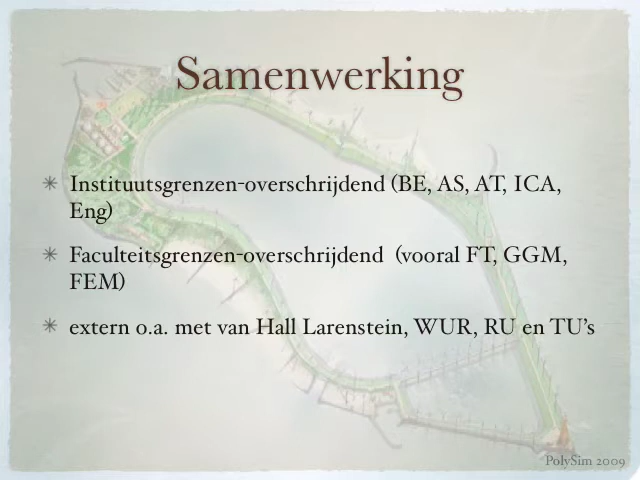 Samenwerking
Instituutsgrenzen-overschrijdend (BE, AS, AT, ICA,
Eng)
Faculteitsgrenzen-overschrijdend (vooral FT, GGM,
FEM)
extern o.a. met van Hall Larenstein, WUR, RU en TU's
PolySim 2009